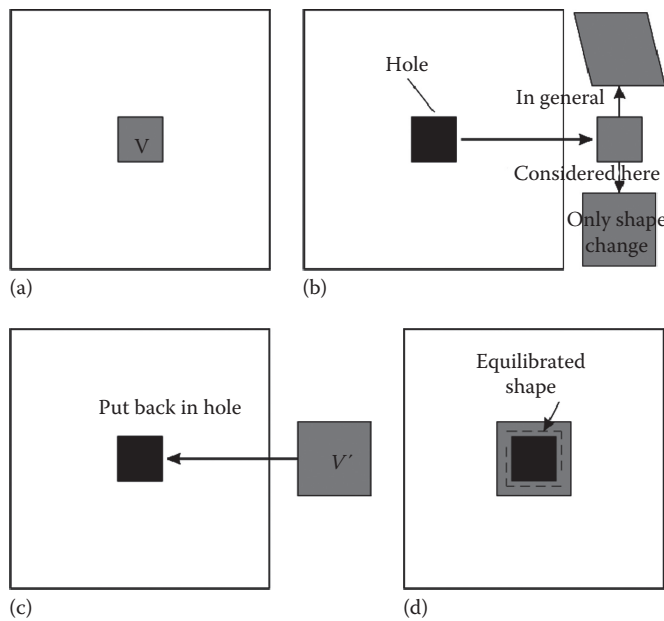 V
(a)
Hole
In general
Considered here
Only shape
change
(b)
Put back in hole
V′
(c)
Equilibrated
shape
(d)